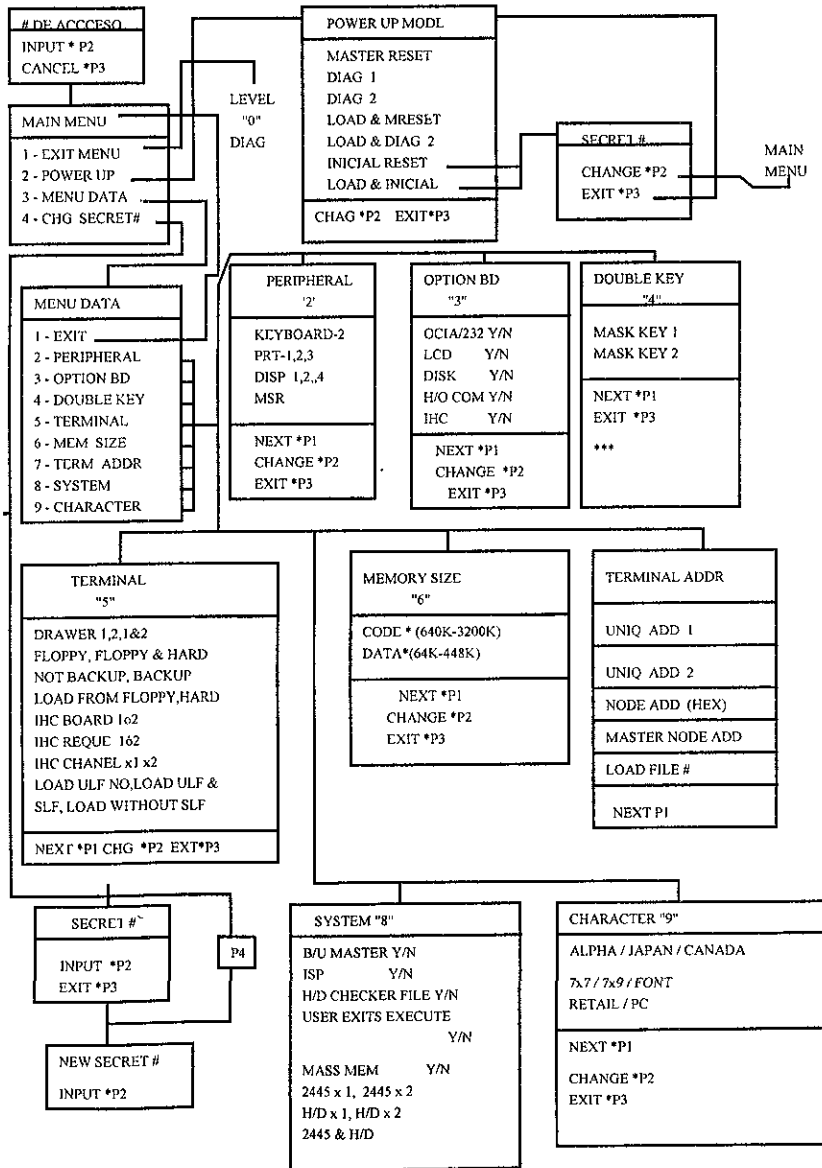 # DE ACCCESO
INPUT * P2
CANCEL *P3
MAIN MENU
1 - EXIT MENU
2 - POWER UP
3 - MENU DATA
4 - CHG SECRET#
LEVEL
"0"
DIAG
POWER UP MODL
MASTER RESET
DIAG 1
DIAG 2
LOAD & MRESET
LOAD & DIAG 2
INICIAL RESET
LOAD & INICIAL
CHAG *P2 EXIT*P3
SECRET #
CHANGE *P2
EXIT *P3
MAIN
MENU
MENU DATA
1 - EXIT
2 - PERIPHERAL
3 - OPTION BD
4 - DOUBLE KEY
5 - TERMINAL
6 - MEM SIZE
7 - TERM ADDR
8 - SYSTEM
9 - CHARACTER
PERIPHERAL
'2'
KEYBOARD-2
PRT-1,2,3
DISP 1,2,,4
MSR
NEXT *P1
CHANGE *P2
EXIT *P3
OPTION BD
"3"
OCIA/232 Y/N
LCD Y/N
DISK Y/N
H/O COM Y/N
IHC Y/N
NEXT *P1
CHANGE *P2
EXIT *P3
DOUBLE KEY
"4"
MASK KEY 1
MASK KEY 2
NEXT *P1
EXIT *P3
***
TERMINAL
"5"
DRAWER 1,2,1&2
FLOPPY, FLOPPY & HARD
NOT BACKUP, BACKUP
LOAD FROM FLOPPY,HARD
IHC BOARD 1o2
IHC REQUE 1ó2
IHC CHANEL x1 x2
LOAD ULF NO,LOAD ULF &
SLF, LOAD WITHOUT SLF
NEXT *P1 CHG *P2 EXT*P3
MEMORY SIZE
"6"
CODE * (640K-3200K)
DATA*(64K-448K)
NEXT *P1
CHANGE *P2
EXIT *P3
TERMINAL ADDR
UNIQ ADD 1
UNIQ ADD 2
NODE ADD (HEX)
MASTER NODE ADD
LOAD FILE #
NEXT P1
SECRET #
INPUT *P2
EXIT *P3
P4
NEW SECRET #
INPUT *P2
SYSTEM "8"
B/U MASTER Y/N
ISP Y/N
H/D CHECKER FILE Y/N
USER EXITS EXECUTE
Y/N
MASS MEM Y/N
2445 x 1, 2445 x 2
H/D x 1, H/D x 2
2445 & H/D
CHARACTER "9"
ALPHA / JAPAN / CANADA
7x7 / 7x9 / FONT
RETAIL / PC
NEXT *P1
CHANGE *P2
EXIT *P3